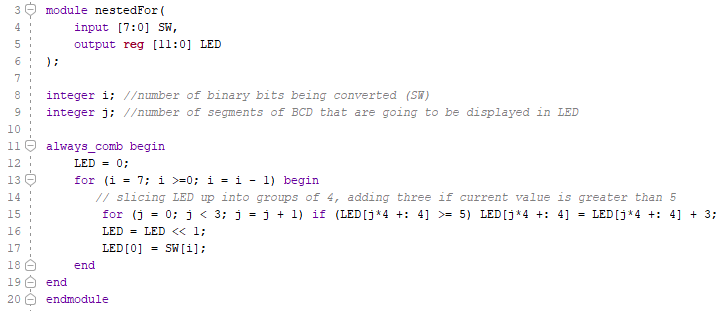 3 module nestedFor(
4     input [7:0] SW,
5     output reg [11:0] LED
6 );
7
8 integer i; //number of binary bits being converted (SW)
9 integer j; //number of segments of BCD that are going to be displayed in LED
10
11 always_comb begin
12     LED = 0;
13     for (i = 7; i >=0; i = i - 1) begin
14        // slicing LED up into groups of 4, adding three if current value is greater than 5
15         for (j = 0; j < 3; j = j + 1) if (LED[j*4 +: 4] >= 5) LED[j*4 +: 4] = LED[j*4 +: 4] + 3;
16         LED = LED << 1;
17         LED[0] = SW[i];
18     end
19 end
20 endmodule